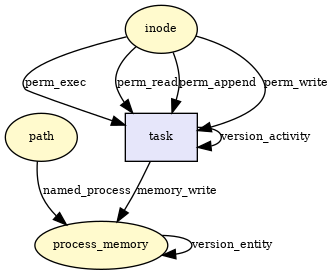 inode
perm_exec
perm_read
perm_append
perm_write
path
task
version_activity
named_process
memory_write
process_memory
version_entity